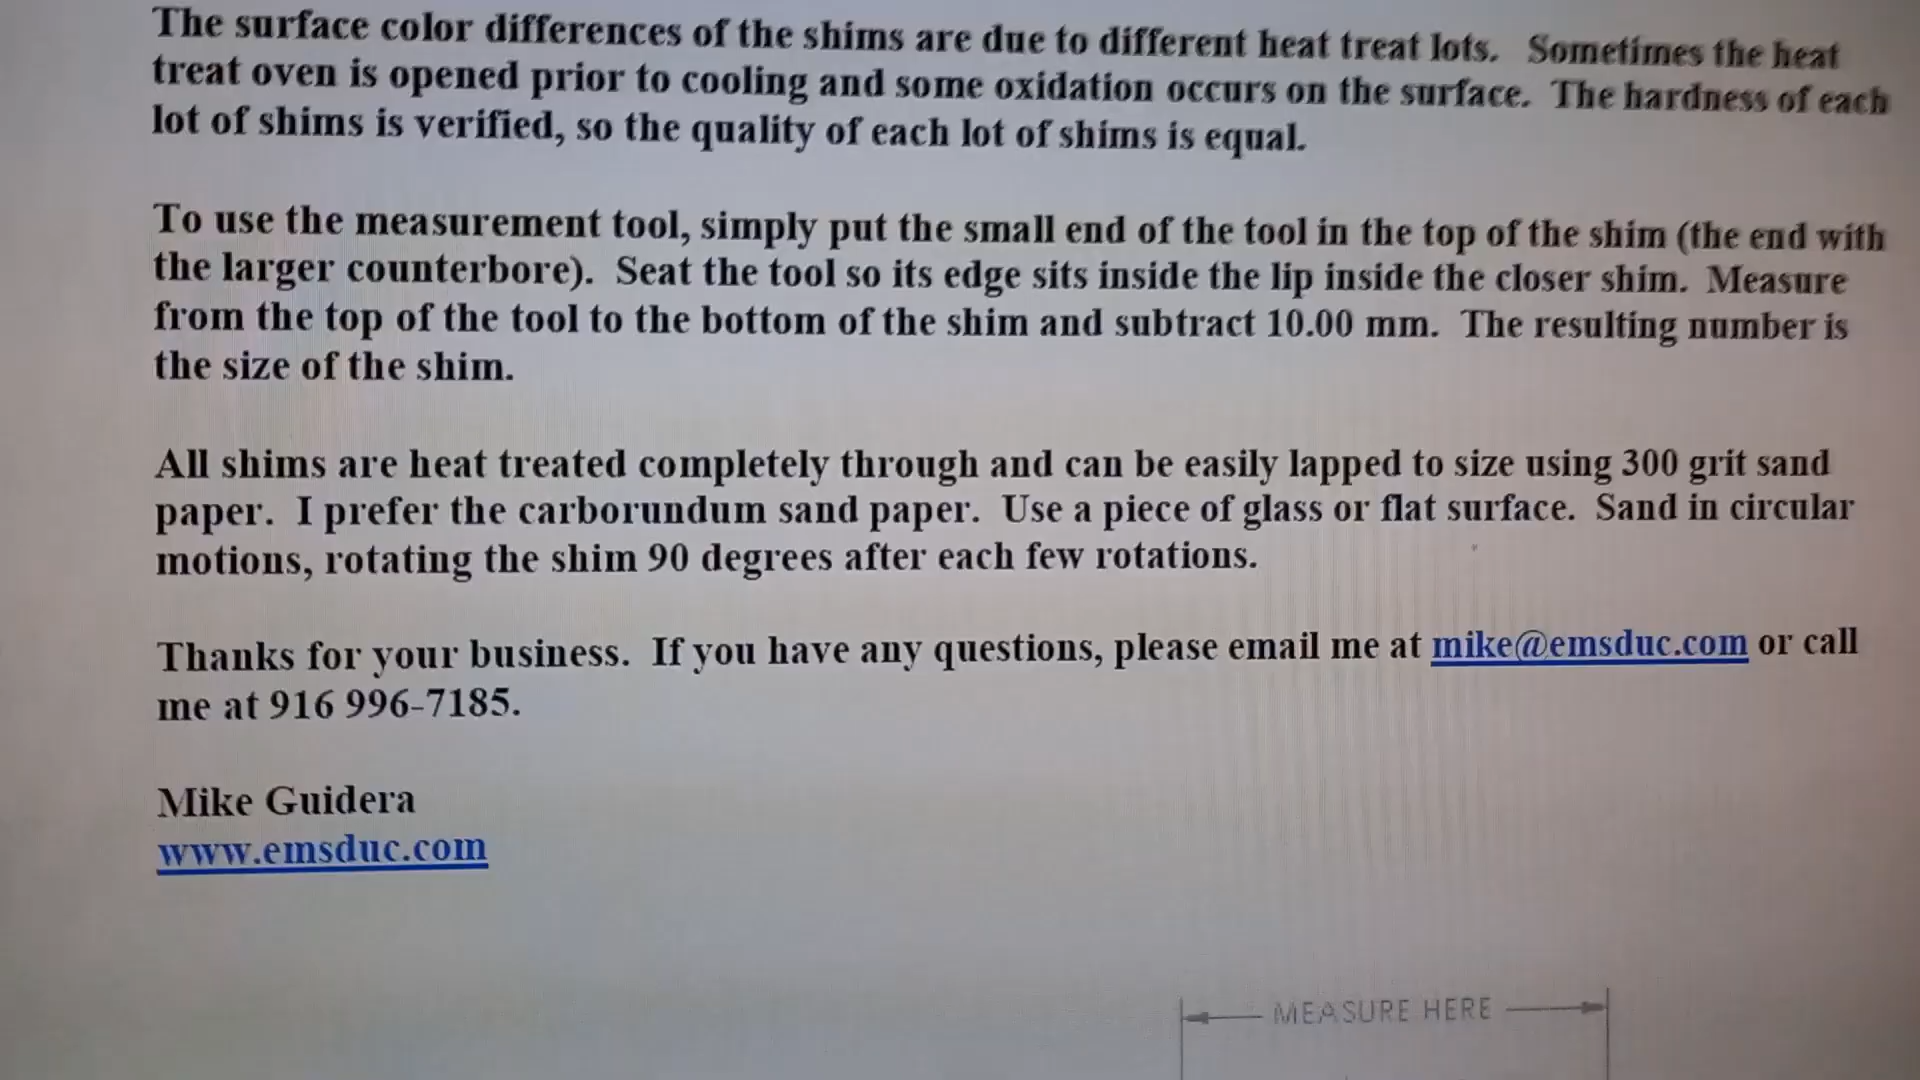 The surface color differences of the shims are due to different heat treat lots. Sometimes the heat
treat oven is opened prior to cooling and some oxidation occurs on the surface. The hardness of each
lot of shims is verified, so the quality of each lot of shims is equal.
To use the measurement tool, simply put the small end of the tool in the top of the shim (the end with
the larger counterbore). Seat the tool so its edge sits inside the lip inside the closer shim. Measure
from the top of the tool to the bottom of the shim and subtract 10.00 mm. The resulting number is
the size of the shim.
All shims are heat treated completely through and can be easily lapped to size using 300 grit sand
paper. I prefer the carborundum sand paper. Use a piece of glass or flat surface. Sand in circular
motions, rotating the shim 90 degrees after each few rotations.
Thanks for your business. If you have any questions, please email me at mike@emsduc.com or call
me at 916 996-7185.
Mike Guidera
www.emsduc.com
MEASURE HERE